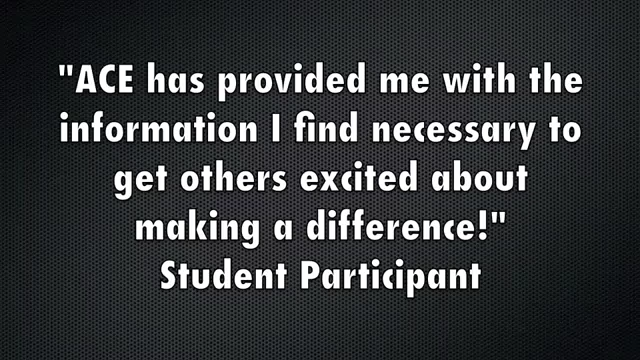 "ACE has provided me with the
information I find necessary to
get others excited about
making a difference!"
Student Participant